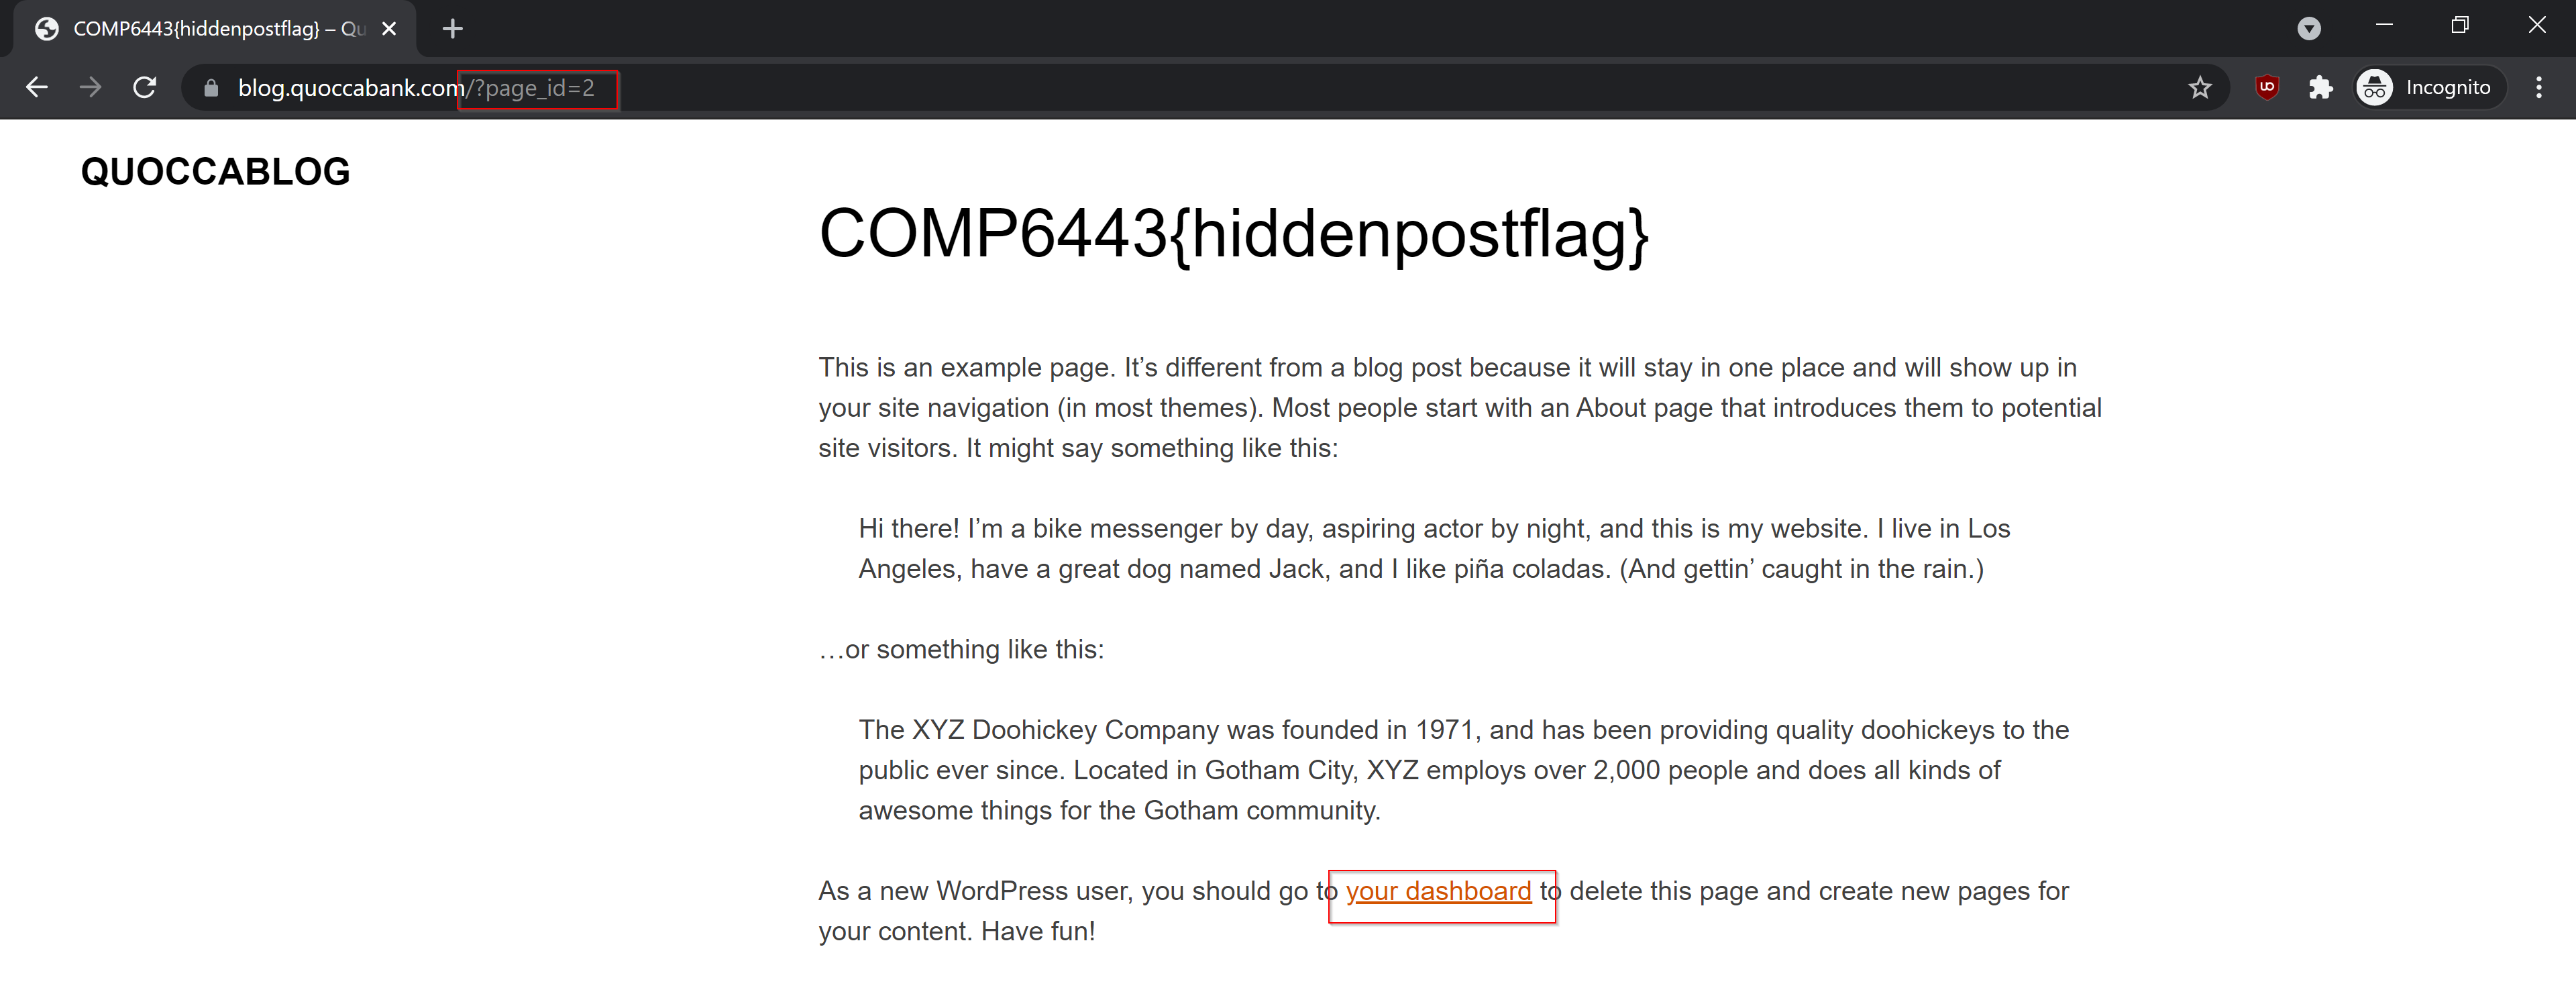 COMP6443{hiddenpostflag} – Qu
blog.quoccabank.com/?page_id=2
Incognito
QUOCCABLOG
COMP6443{hiddenpostflag}
This is an example page. It’s different from a blog post because it will stay in one place and will show up in
your site navigation (in most themes). Most people start with an About page that introduces them to potential
site visitors. It might say something like this:
Hi there! I’m a bike messenger by day, aspiring actor by night, and this is my website. I live in Los
Angeles, have a great dog named Jack, and I like piña coladas. (And gettin’ caught in the rain.)
…or something like this:
The XYZ Doohickey Company was founded in 1971, and has been providing quality doohickeys to the
public ever since. Located in Gotham City, XYZ employs over 2,000 people and does all kinds of
awesome things for the Gotham community.
As a new WordPress user, you should go to your dashboard to delete this page and create new pages for
your content. Have fun!